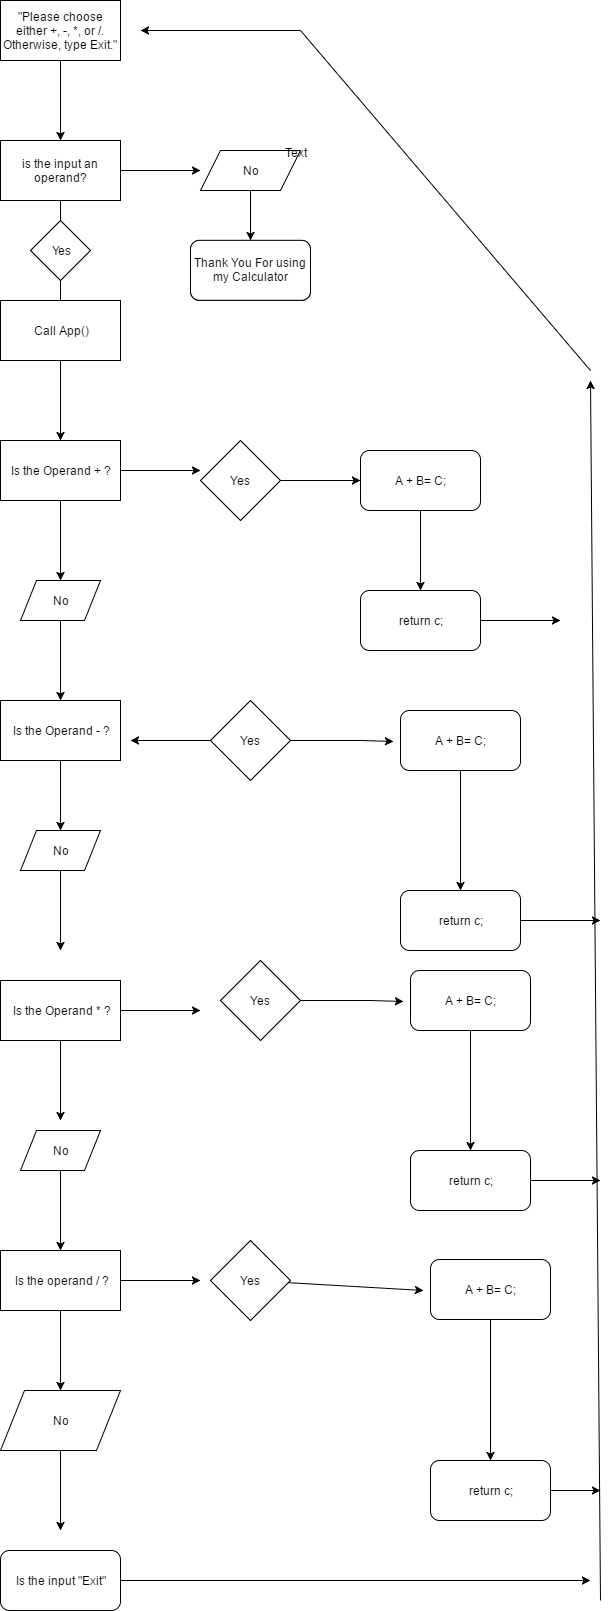 "Please choose
either +, -, *, or /.
Otherwise, type Exit."
is the input an
operand?
Text
No
Yes
Thank You For using
my Calculator
Call App()
Is the Operand + ?
Yes
A + B= C;
No
return c;
Is the Operand - ?
Yes
A + B= C;
No
return c;
Is the Operand * ?
Yes
A + B= C;
No
return c;
Is the operand / ?
Yes
A + B= C;
No
return c;
Is the input "Exit"